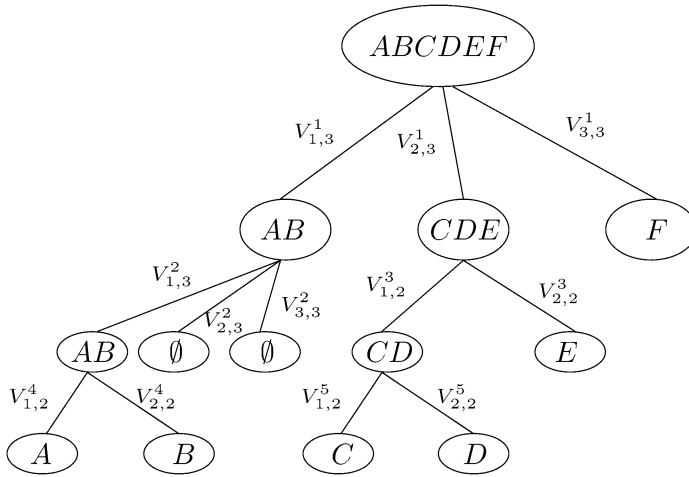 ABCDEF
V^1_{1,3} V^1_{2,3} V^1_{3,3}
AB CDE F
V^2_{1,3} V^2_{2,3} V^2_{3,3} V^3_{1,2} V^3_{2,2}
AB ∅ ∅ CD E
V^4_{1,2} V^4_{2,2} V^5_{1,2} V^5_{2,2}
A B C D